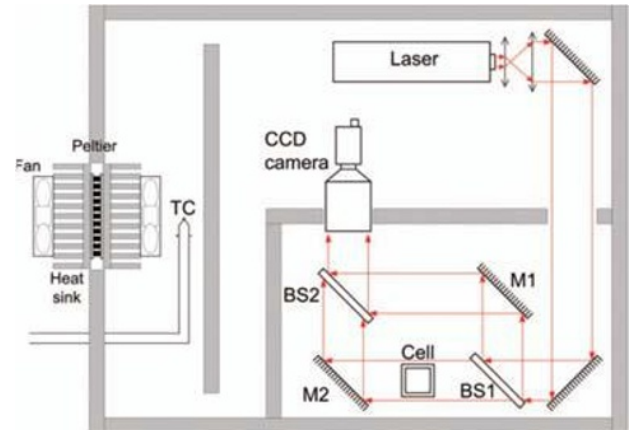 Laser
CCD
camera
Peltier
Fan
TC
Heat
sink
BS2
M1
Cell
M2
BS1